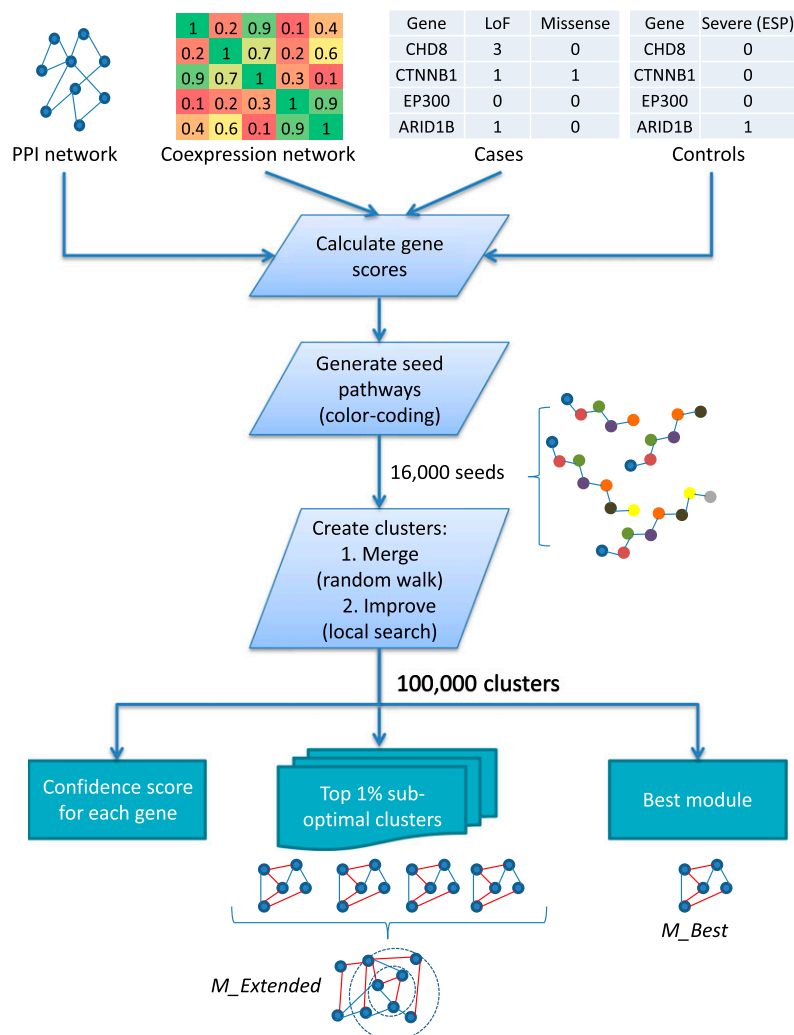 1 0.2 0.9 0.1 0.4
0.2 1 0.7 0.2 0.6
0.9 0.7 1 0.3 0.1
0.1 0.2 0.3 1 0.9
0.4 0.6 0.1 0.9 1
Gene LoF Missense
CHD8 3 0
CTNNB1 1 1
EP300 0 0
ARID1B 1 0
Gene Severe (ESP)
CHD8 0
CTNNB1 0
EP300 0
ARID1B 1
PPI network
Coexpression network
Cases
Controls
Calculate gene
scores
Generate seed
pathways
(color-coding)
16,000 seeds
Create clusters:
1. Merge
(random walk)
2. Improve
(local search)
100,000 clusters
Confidence score
for each gene
Top 1% sub-
optimal clusters
Best module
M_Best
M_Extended